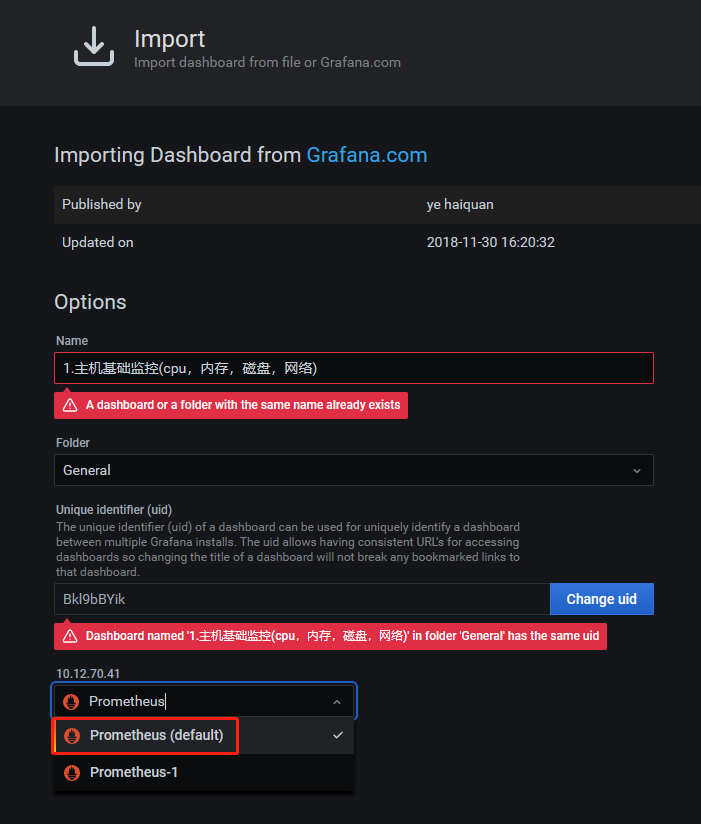 Import
Import dashboard from file or Grafana.com
Importing Dashboard from Grafana.com
Published by ye haiquan
Updated on 2018-11-30 16:20:32
Options
Name
1.主机基础监控(cpu，内存，磁盘，网络)
A dashboard or a folder with the same name already exists
Folder
General
Unique identifier (uid)
The unique identifier (uid) of a dashboard can be used for uniquely identify a dashboard
between multiple Grafana installs. The uid allows having consistent URL's for accessing
dashboards so changing the title of a dashboard will not break any bookmarked links to
that dashboard.
Bkl9bBYik Change uid
Dashboard named '1.主机基础监控(cpu，内存，磁盘，网络)' in folder 'General' has the same uid
10.12.70.41
Prometheus
Prometheus (default)
Prometheus-1